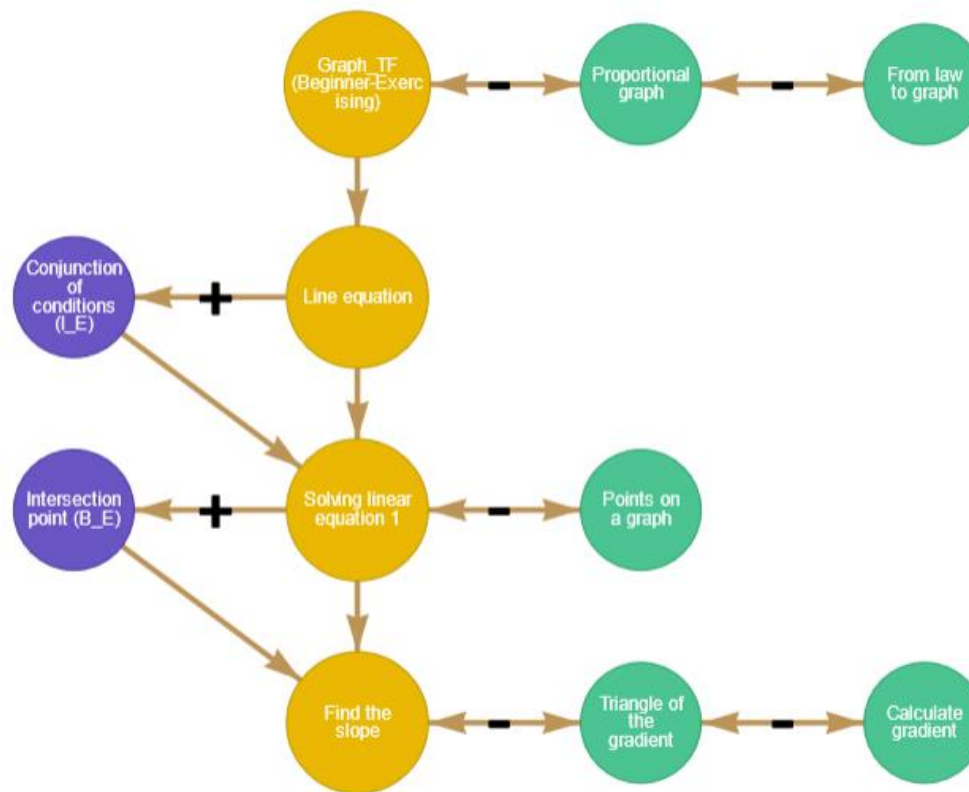 Graph_TF
(Beginner-Exerc
ising)
-
Proportional
graph
-
From law
to graph
Conjunction
of
conditions
(I_E)
+
Line equation
Intersection
point (B_E)
+
Solving linear
equation 1
-
Points on
a graph
Find the
slope
-
Triangle of
the
gradient
-
Calculate
gradient